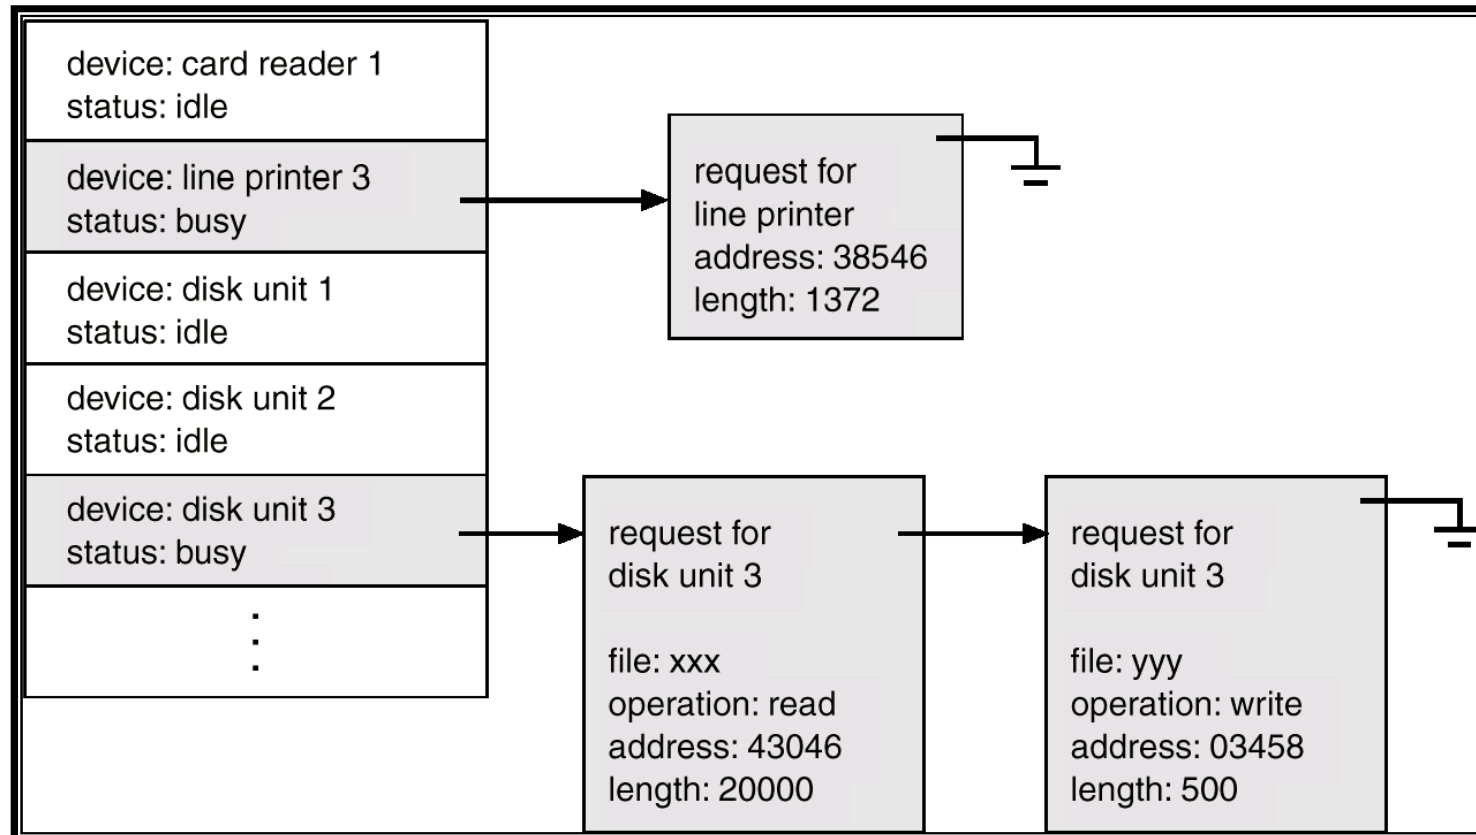 device: card reader 1
status: idle
device: line printer 3
status: busy
device: disk unit 1
status: idle
device: disk unit 2
status: idle
device: disk unit 3
status: busy
request for
line printer
address: 38546
length: 1372
request for
disk unit 3
file: xxx
operation: read
address: 43046
length: 20000
request for
disk unit 3
file: yyy
operation: write
address: 03458
length: 500